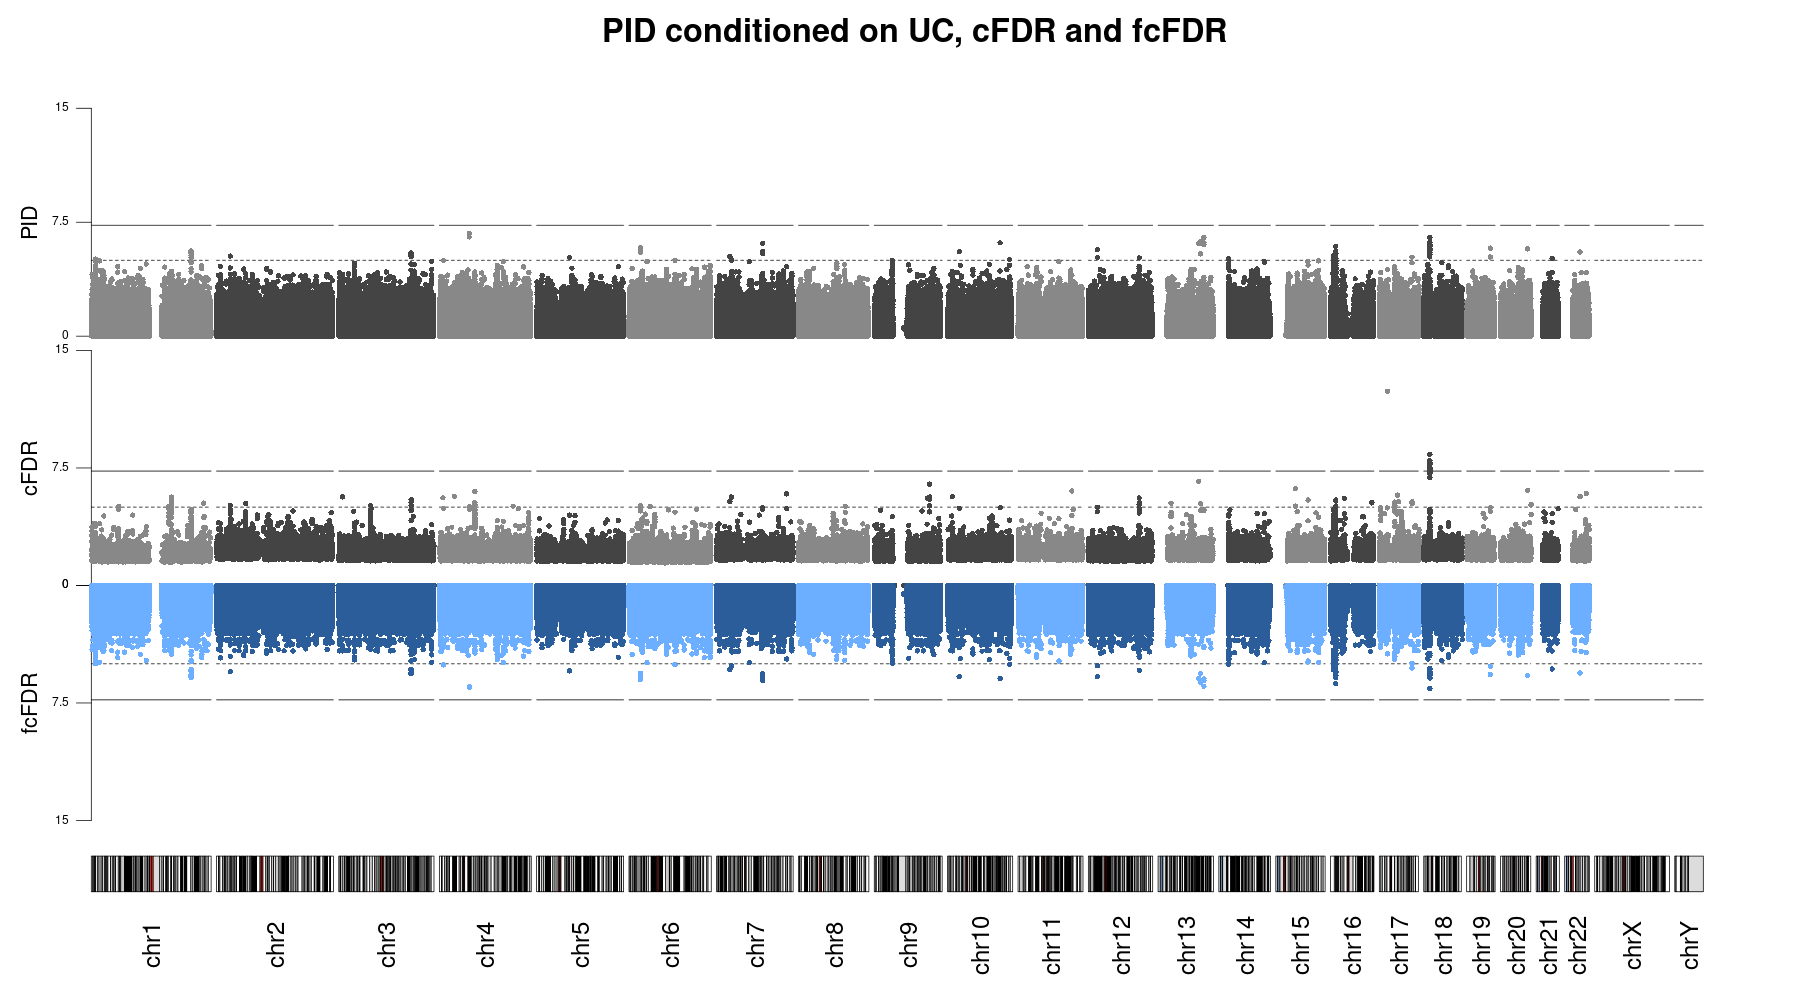 PID conditioned on UC, cFDR and fcFDR
15
PID
7.5
0
15
cFDR
7.5
0
fcFDR
7.5
15
chr1 chr2 chr3 chr4 chr5 chr6 chr7 chr8 chr9 chr10 chr11 chr12 chr13 chr14 chr15 chr16 chr17 chr18 chr19 chr20 chr21 chr22 chrX chrY